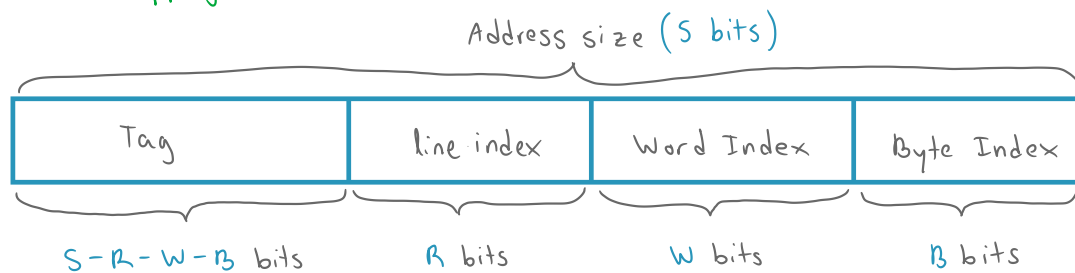 Address size (S bits)
Tag line index Word Index Byte Index
S-R-W-B bits R bits W bits B bits